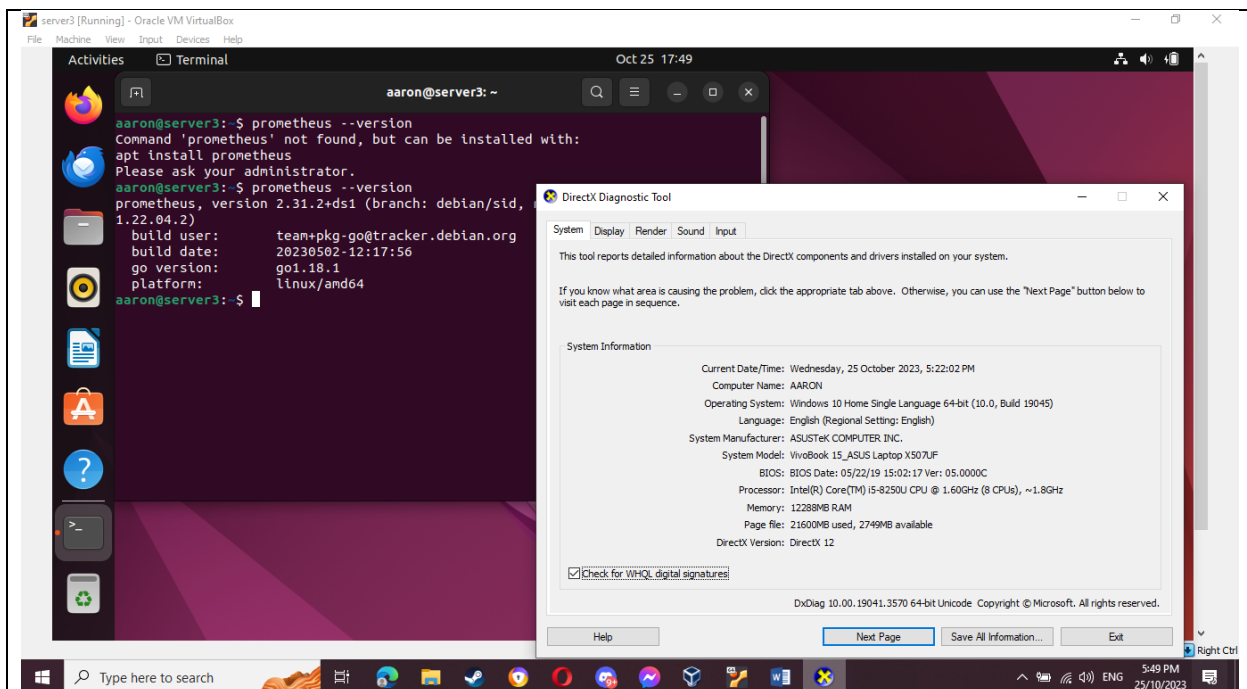 server3 [Running] - Oracle VM VirtualBox
File Machine View Input Devices Help
Activities Terminal Oct 25 17:49
aaron@server3: ~
aaron@server3:~$ prometheus --version
Command 'prometheus' not found, but can be installed with:
apt install prometheus
Please ask your administrator.
aaron@server3:~$ prometheus --version
prometheus, version 2.31.2+ds1 (branch: debian/sid,
1.22.04.2)
build user: team+pkg-go@tracker.debian.org
build date: 20230502-12:17:56
go version: go1.18.1
platform: linux/amd64
aaron@server3:~$
DirectX Diagnostic Tool
System Display Render Sound Input
This tool reports detailed information about the DirectX components and drivers installed on your system.
If you know what area is causing the problem, click the appropriate tab above. Otherwise, you can use the "Next Page" button below to
visit each page in sequence.
System Information
Current Date/Time: Wednesday, 25 October 2023, 5:22:02 PM
Computer Name: AARON
Operating System: Windows 10 Home Single Language 64-bit (10.0, Build 19045)
Language: English (Regional Setting: English)
System Manufacturer: ASUSTeK COMPUTER INC.
System Model: VivoBook 15_ASUS Laptop X507UF
BIOS: BIOS Date: 05/22/19 15:02:17 Ver: 05.0000C
Processor: Intel(R) Core(TM) i5-8250U CPU @ 1.60GHz (8 CPUs), ~1.8GHz
Memory: 12288MB RAM
Page file: 21600MB used, 2749MB available
DirectX Version: DirectX 12
Check for WHQL digital signatures
DxDiag 10.00.19041.3570 64-bit Unicode Copyright © Microsoft. All rights reserved.
Help Next Page Save All Information... Exit
Right Ctrl
Type here to search
ENG
5:49 PM
25/10/2023